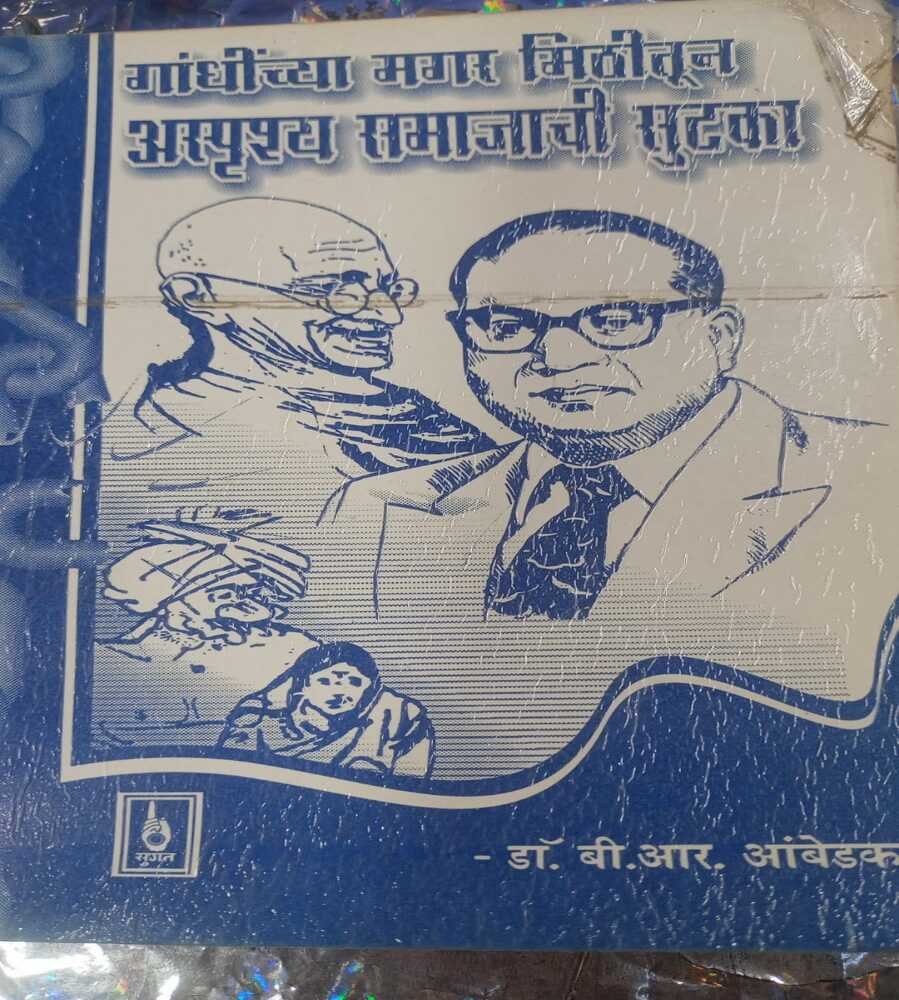 गांधींच्या मगर मिठीतून
अस्पृश्य समाजाची सुटका
सुगत
- डॉ. बी.आर. आंबेडक